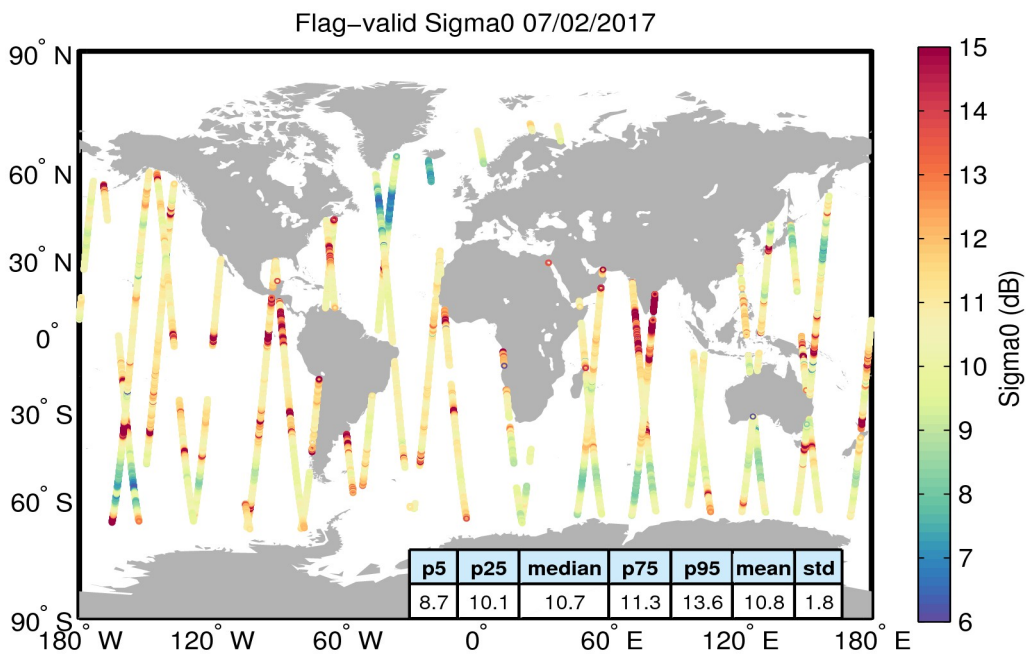 Flag−valid Sigma0 07/02/2017
90° N
60° N
30° N
0°
30° S
60° S
90° S
180° W
120° W
60° W
0°
60° E
120° E
180° E
15
14
13
12
11
10
9
8
7
6
Sigma0 (dB)
p5 p25 median p75 p95 mean std
8.7 10.1 10.7 11.3 13.6 10.8 1.8